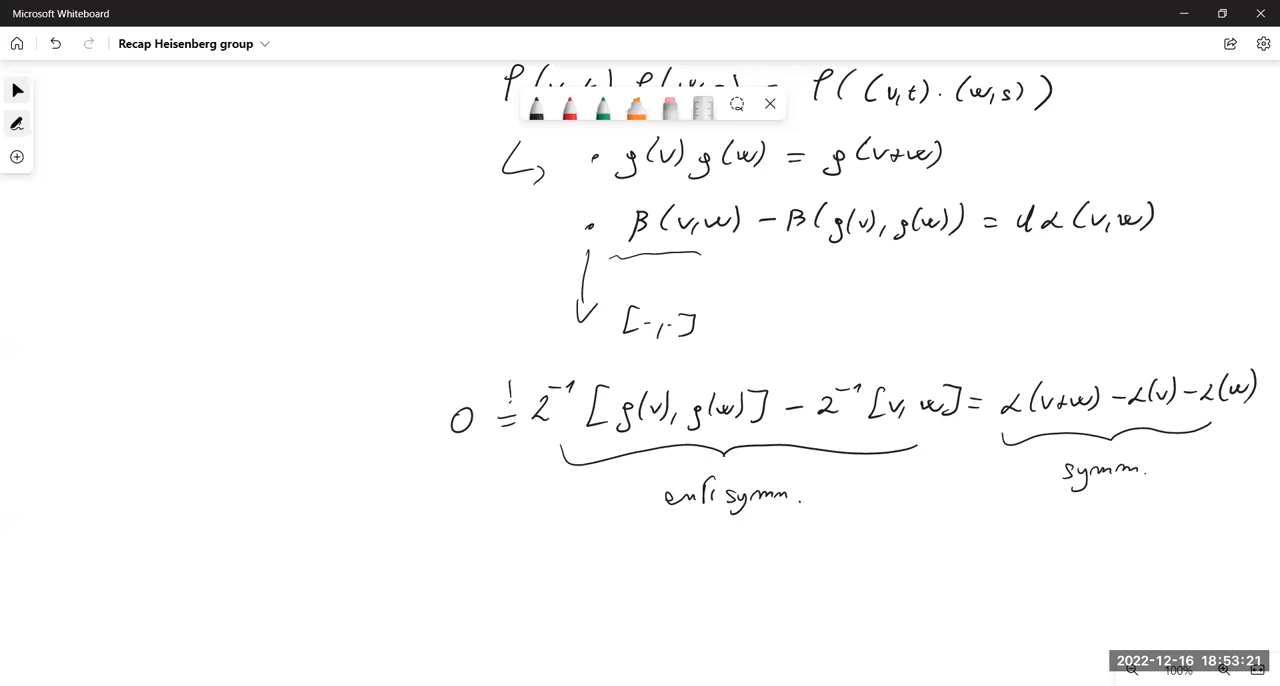 Microsoft Whiteboard
Recap Heisenberg group
ρ((v,t)·(w,s))
↳ · g(v) g(w) = g(v+w)
· β(v,w) − β(g(v), g(w)) = dα(v,w)
[-,-]
0 =! 2⁻¹ [g(v), g(w)] − 2⁻¹ [v, w] = α(v+w) − α(v) − α(w)
symm.
antisymm.
2022-12-16 18:53:21
100%